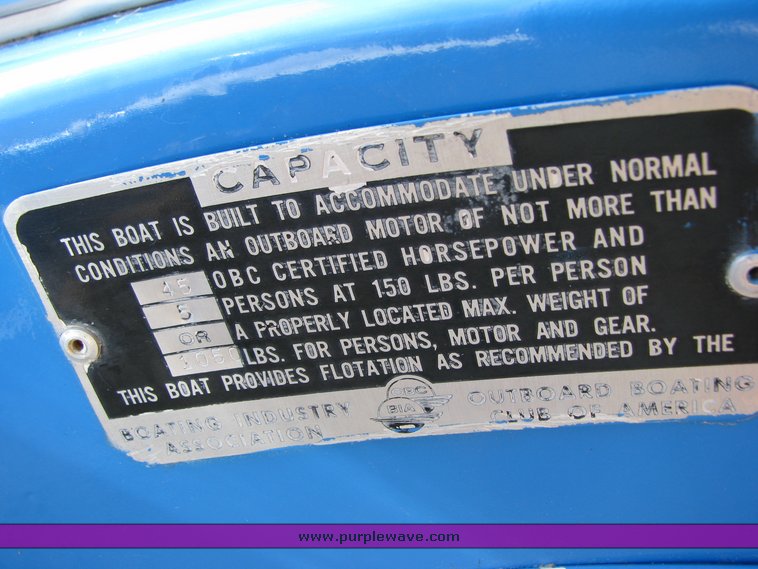 CAPACITY
THIS BOAT IS BUILT TO ACCOMMODATE UNDER NORMAL
CONDITIONS AN OUTBOARD MOTOR OF NOT MORE THAN
45 OBC CERTIFIED HORSEPOWER AND
5 PERSONS AT 150 LBS. PER PERSON
OR A PROPERLY LOCATED MAX. WEIGHT OF
1050 LBS. FOR PERSONS, MOTOR AND GEAR.
THIS BOAT PROVIDES FLOTATION AS RECOMMENDED BY THE
BOATING INDUSTRY
ASSOCIATION
OBC
BIA
OUTBOARD BOATING
CLUB OF AMERICA
www.purplewave.com